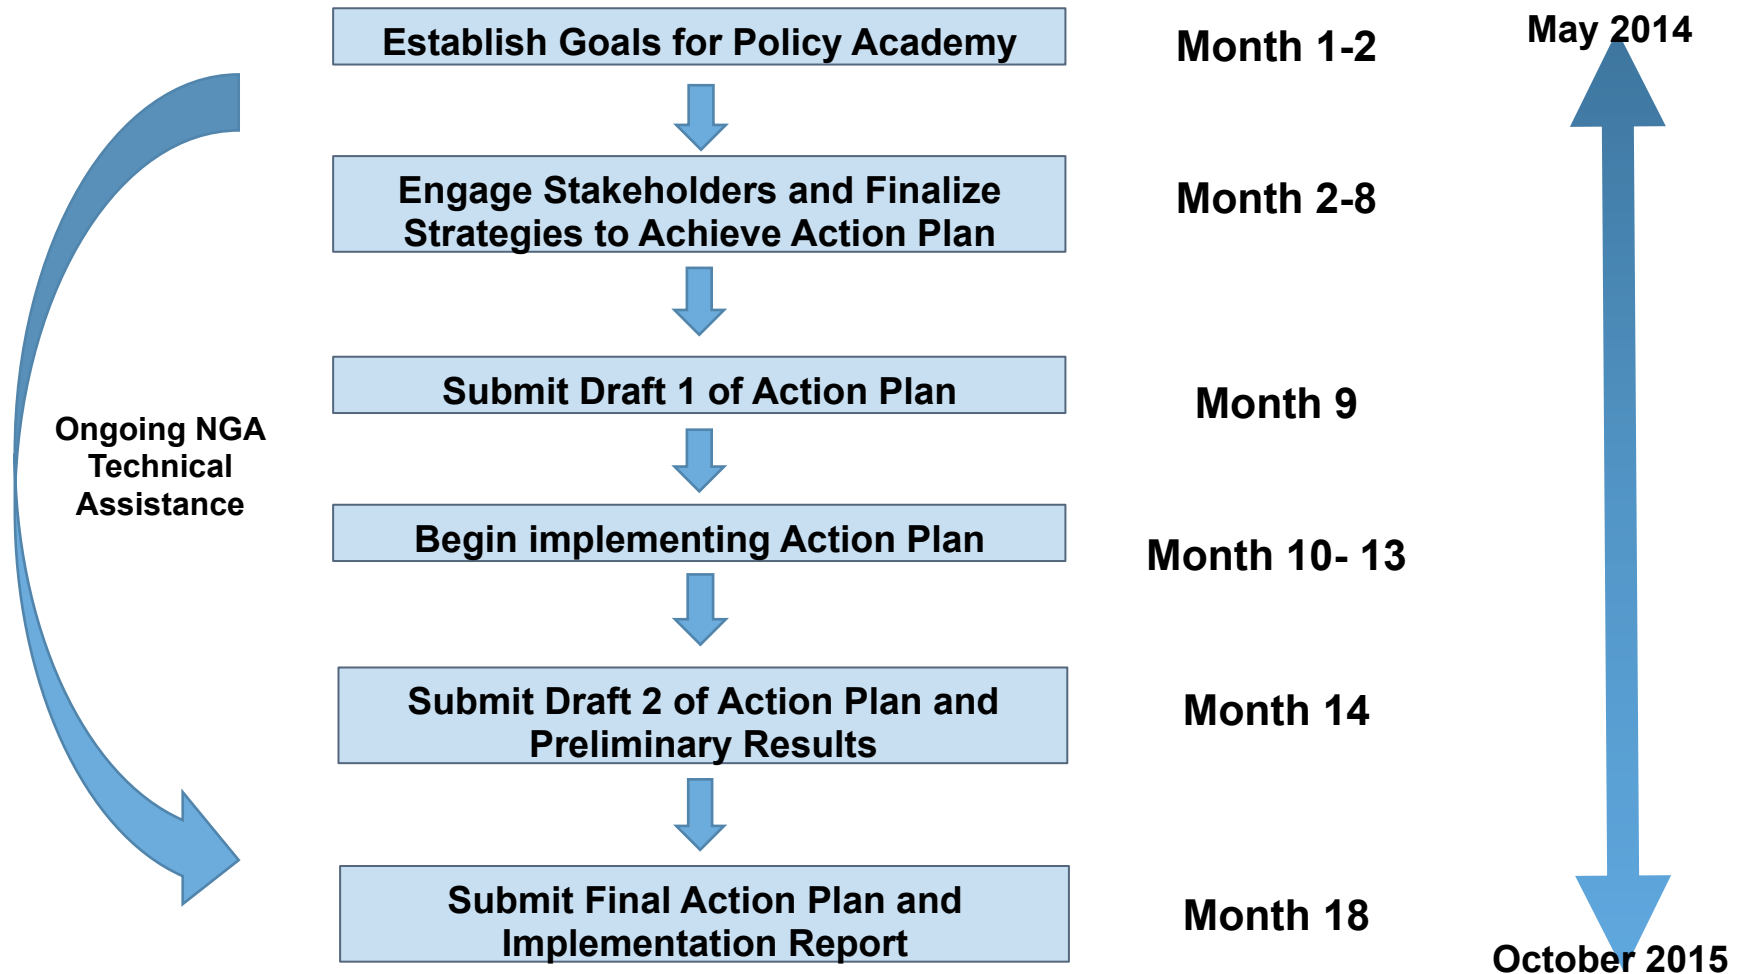 Establish Goals for Policy Academy
Month 1-2
May 2014
Engage Stakeholders and Finalize
Strategies to Achieve Action Plan
Month 2-8
Submit Draft 1 of Action Plan
Month 9
Ongoing NGA
Technical
Assistance
Begin implementing Action Plan
Month 10- 13
Submit Draft 2 of Action Plan and
Preliminary Results
Month 14
Submit Final Action Plan and
Implementation Report
Month 18
October 2015